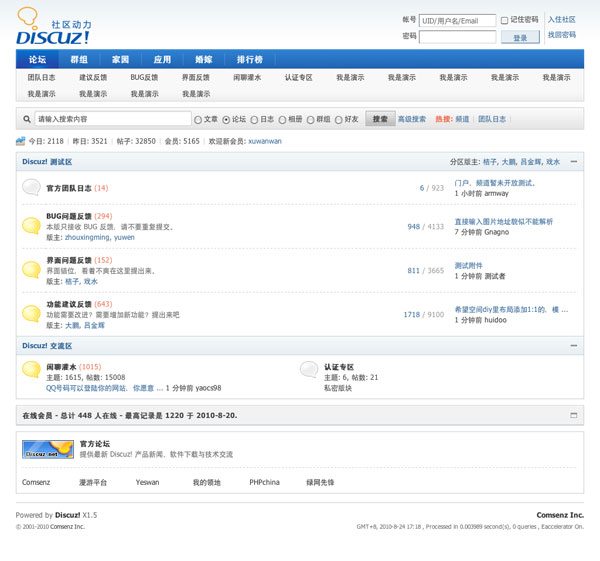 社区动力
DISCUZ!
帐号 UID/用户名/Email 记住密码 入住社区
密码 登录 找回密码
论坛 群组 家园 应用 婚嫁 排行榜
团队日志 建议反馈 BUG反馈 界面反馈 闲聊灌水 认证专区 我是演示 我是演示 我是演示 我是演示 我是演示
我是演示 我是演示 我是演示 我是演示
请输入搜索内容 文章 论坛 日志 相册 群组 好友 搜索 高级搜索 热搜: 频道 | 团队日志 |
今日: 2118 | 昨日: 3521 | 帖子: 32850 | 会员: 5165 | 欢迎新会员: xuwanwan
Discuz! 测试区 分区版主: 桔子, 大鹏, 吕金辉, 戏水
官方团队日志 (14) 6 / 923 门户、频道暂未开放测试。
1 小时前 armway
BUG问题反馈 (294)
本版只接收 BUG 反馈，请不要重复提交。 948 / 4133 直接输入图片地址貌似不能解析
版主: zhouxingming, yuwen 7 分钟前 Gnagno
界面问题反馈 (152)
界面错位，看着不爽在这里提出来。 811 / 3665 测试附件
版主: 桔子, 戏水 1 分钟前 测试者
功能建议反馈 (643)
功能需要改进？需要增加新功能？提出来吧 1718 / 9100 希望空间diy里布局添加1:1的，模 ...
版主: 大鹏, 吕金辉 1 分钟前 huidoo
Discuz! 交流区
闲聊灌水 (1015) 认证专区
主题: 1615, 帖数: 15008 主题: 6, 帖数: 21
QQ号码可以登陆你的网站，你愿意 ... 1 分钟前 yaocs98 私密版块
在线会员 - 总计 448 人在线 - 最高记录是 1220 于 2010-8-20.
Discuz!.net 官方论坛
提供最新 Discuz! 产品新闻、软件下载与技术交流
Comsenz 漫游平台 Yeswan 我的领地 PHPchina 绿网先锋
Powered by Discuz! X1.5 Comsenz Inc.
© 2001-2010 Comsenz Inc. GMT+8, 2010-8-24 17:18 , Processed in 0.003989 second(s), 0 queries , Eaccelerator On.